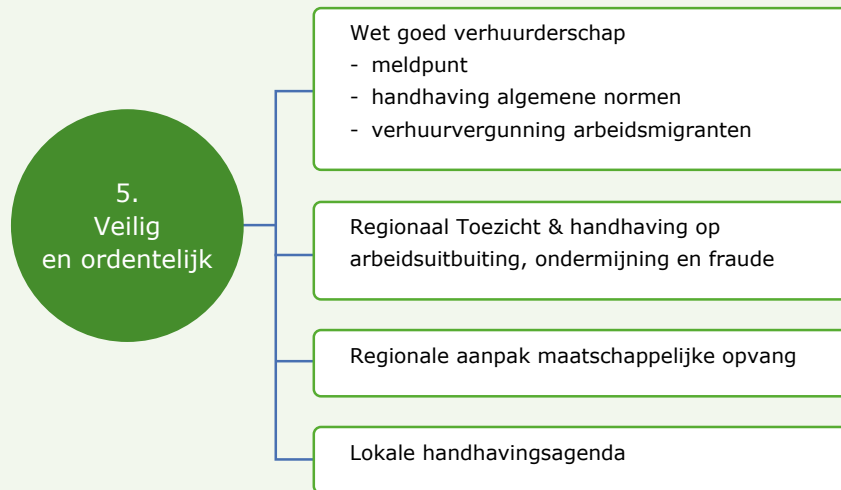 5.
Veilig
en ordentelijk
Wet goed verhuurderschap
- meldpunt
- handhaving algemene normen
- verhuurvergunning arbeidsmigranten
Regionaal Toezicht & handhaving op
arbeidsuitbuiting, ondermijning en fraude
Regionale aanpak maatschappelijke opvang
Lokale handhavingsagenda